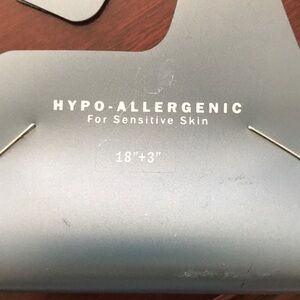 HYPO-ALLERGENIC
For Sensitive Skin
18"+3"